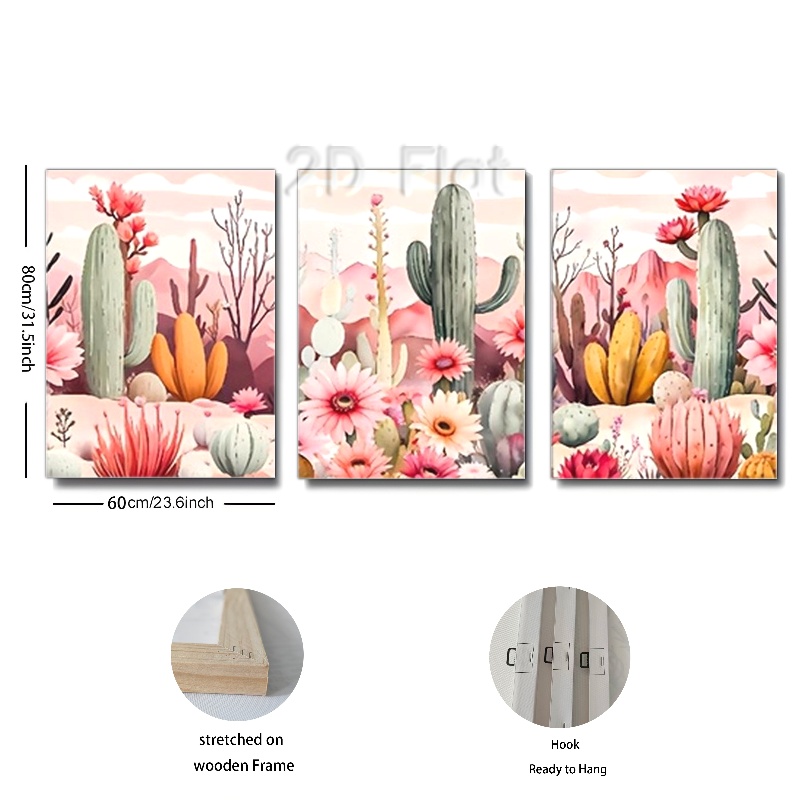 2D Flat
80cm/31.5inch
60cm/23.6inch
stretched on
wooden Frame
Hook
Ready to Hang